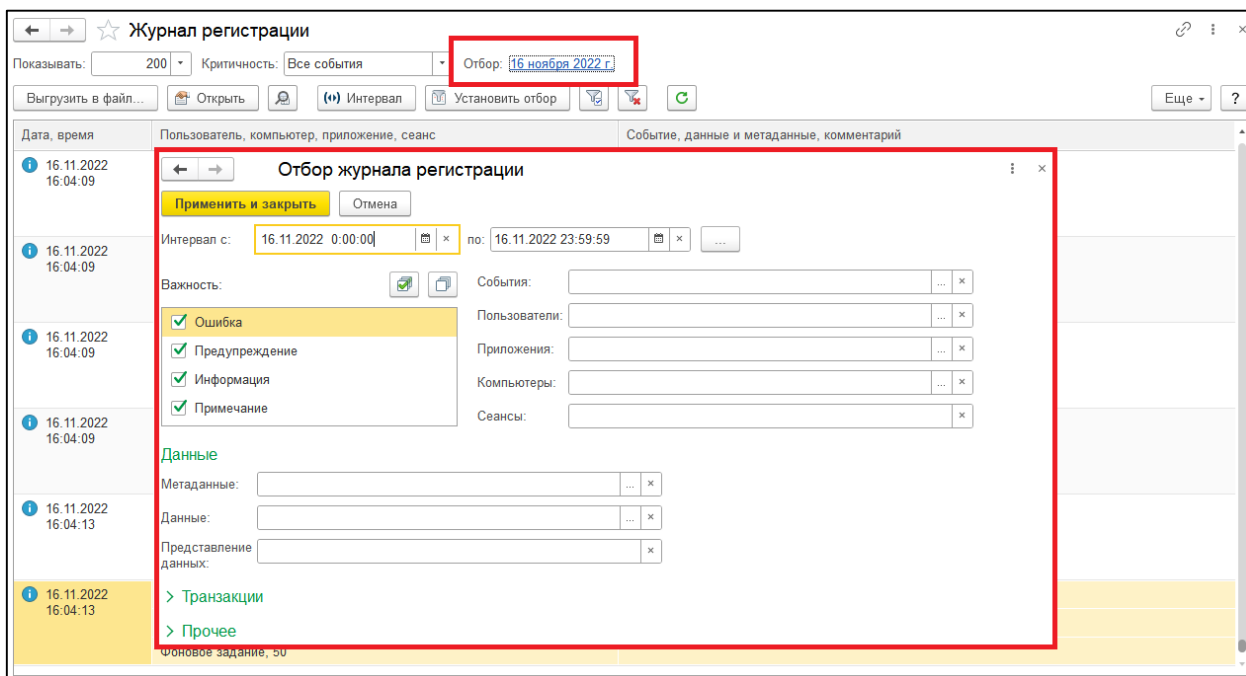 Журнал регистрации
Показывать: 200 Критичность: Все события Отбор: 16 ноября 2022 г.
Выгрузить в файл... Открыть Интервал Установить отбор Еще ?
Дата, время Пользователь, компьютер, приложение, сеанс Событие, данные и метаданные, комментарий
16.11.2022
16:04:09
16.11.2022
16:04:09
16.11.2022
16:04:09
16.11.2022
16:04:09
16.11.2022
16:04:13
16.11.2022
16:04:13
Отбор журнала регистрации
Применить и закрыть Отмена
Интервал с: 16.11.2022 0:00:00 по: 16.11.2022 23:59:59 ...
Важность:
Ошибка
Предупреждение
Информация
Примечание
События: ...
Пользователи: ...
Приложения: ...
Компьютеры: ...
Сеансы:
Данные
Метаданные: ...
Данные: ...
Представление
данных:
Транзакции
Прочее
Фоновое задание, 50